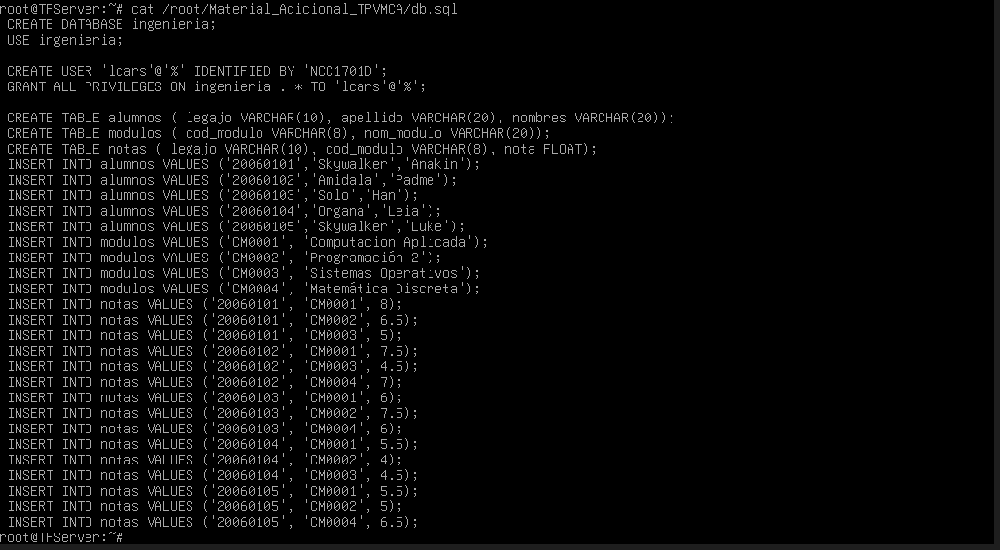 root@TPServer:~# cat /root/Material_Adicional_TPVMCA/db.sql
CREATE DATABASE ingenieria;
USE ingenieria;
CREATE USER 'lcars'@'%' IDENTIFIED BY 'NCC1701D';
GRANT ALL PRIVILEGES ON ingenieria . * TO 'lcars'@'%';
CREATE TABLE alumnos ( legajo VARCHAR(10), apellido VARCHAR(20), nombres VARCHAR(20));
CREATE TABLE modulos ( cod_modulo VARCHAR(8), nom_modulo VARCHAR(20));
CREATE TABLE notas ( legajo VARCHAR(10), cod_modulo VARCHAR(8), nota FLOAT);
INSERT INTO alumnos VALUES ('20060101','Skywalker','Anakin');
INSERT INTO alumnos VALUES ('20060102','Amidala','Padme');
INSERT INTO alumnos VALUES ('20060103','Solo','Han');
INSERT INTO alumnos VALUES ('20060104','Organa','Leia');
INSERT INTO alumnos VALUES ('20060105','Skywalker','Luke');
INSERT INTO modulos VALUES ('CM0001', 'Computacion Aplicada');
INSERT INTO modulos VALUES ('CM0002', 'Programación 2');
INSERT INTO modulos VALUES ('CM0003', 'Sistemas Operativos');
INSERT INTO modulos VALUES ('CM0004', 'Matemática Discreta');
INSERT INTO notas VALUES ('20060101', 'CM0001', 8);
INSERT INTO notas VALUES ('20060101', 'CM0002', 6.5);
INSERT INTO notas VALUES ('20060101', 'CM0003', 5);
INSERT INTO notas VALUES ('20060102', 'CM0001', 7.5);
INSERT INTO notas VALUES ('20060102', 'CM0003', 4.5);
INSERT INTO notas VALUES ('20060102', 'CM0004', 7);
INSERT INTO notas VALUES ('20060103', 'CM0001', 6);
INSERT INTO notas VALUES ('20060103', 'CM0002', 7.5);
INSERT INTO notas VALUES ('20060103', 'CM0004', 6);
INSERT INTO notas VALUES ('20060104', 'CM0001', 5.5);
INSERT INTO notas VALUES ('20060104', 'CM0002', 4);
INSERT INTO notas VALUES ('20060104', 'CM0003', 4.5);
INSERT INTO notas VALUES ('20060105', 'CM0001', 5.5);
INSERT INTO notas VALUES ('20060105', 'CM0002', 5);
INSERT INTO notas VALUES ('20060105', 'CM0004', 6.5);
root@TPServer:~#